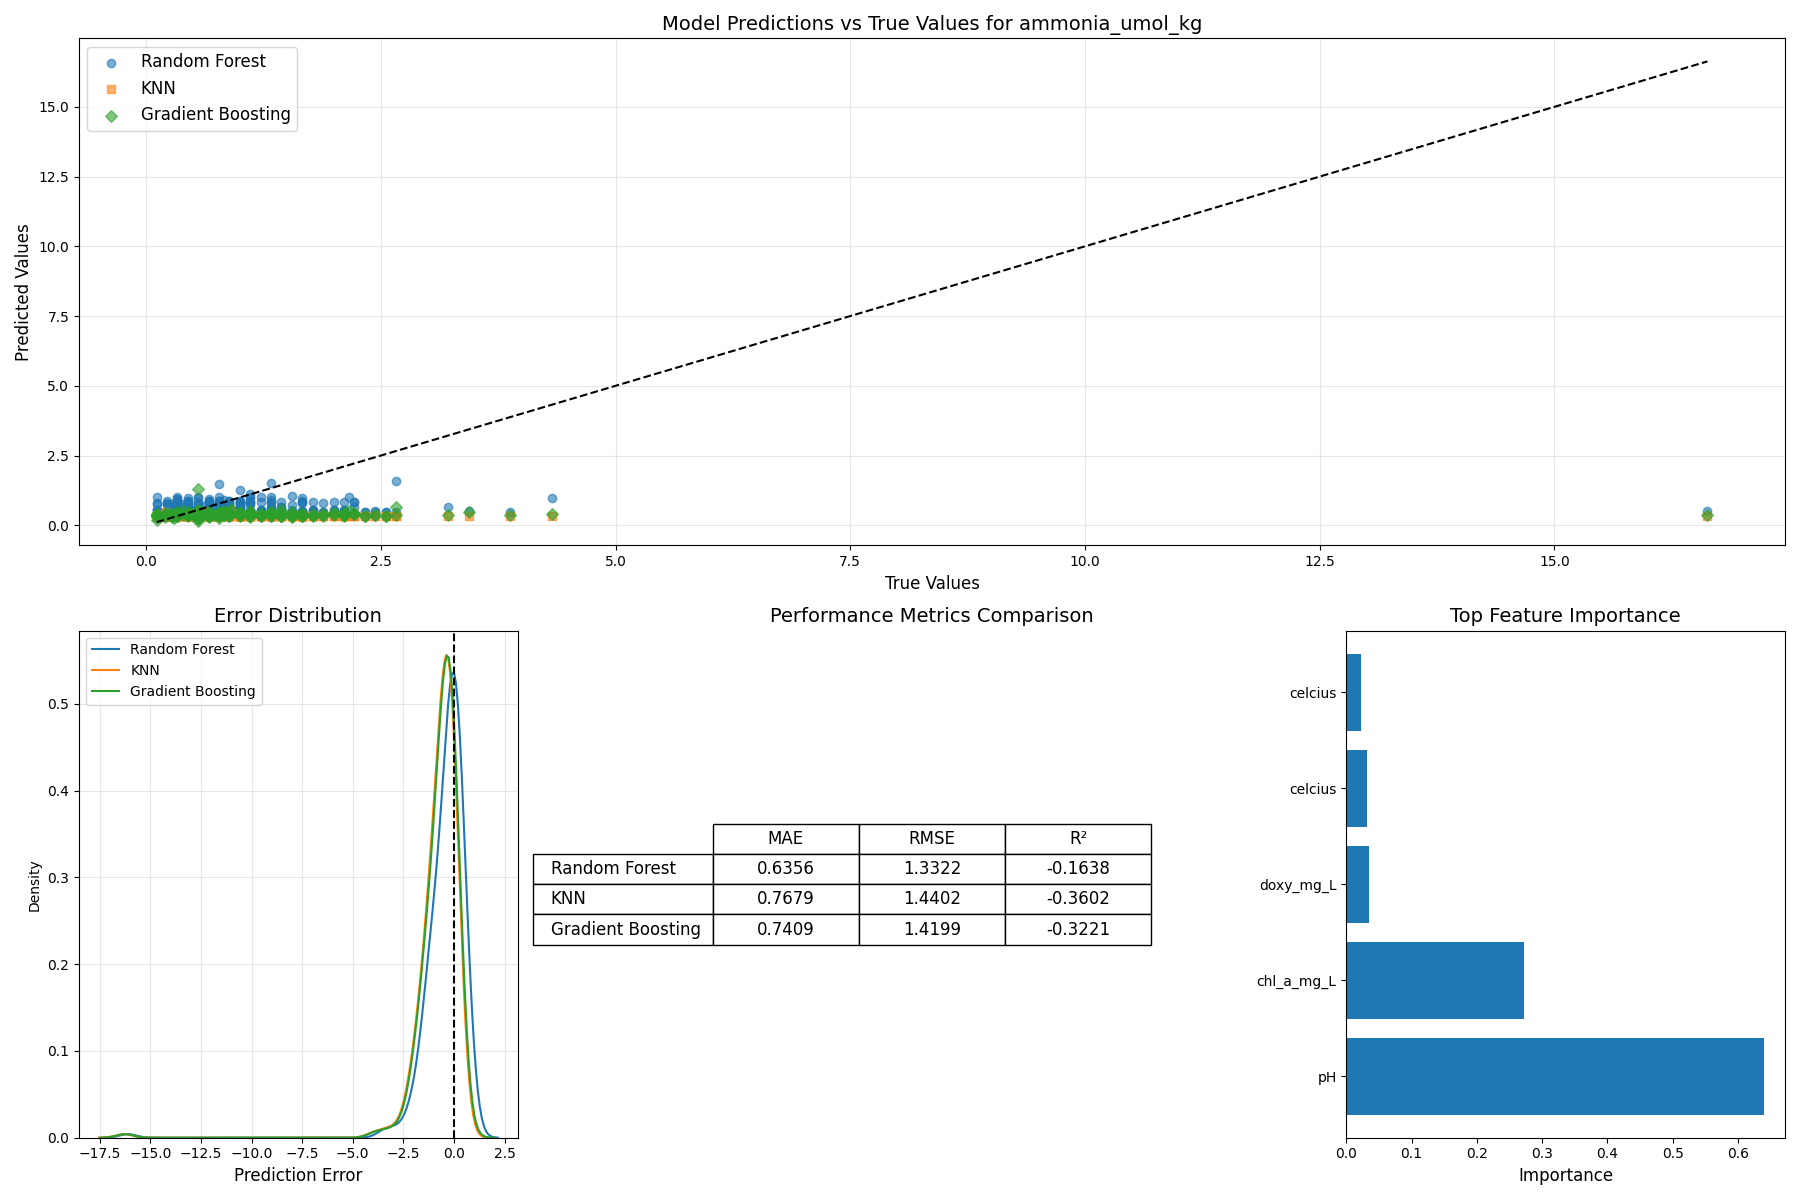 Model Predictions vs True Values for ammonia_umol_kg
Random Forest
KNN
Gradient Boosting
Predicted Values
15.0
12.5
10.0
7.5
5.0
2.5
0.0
0.0 2.5 5.0 7.5 10.0 12.5 15.0
True Values
Error Distribution
Random Forest
KNN
Gradient Boosting
Density
0.5
0.4
0.3
0.2
0.1
0.0
−17.5 −15.0 −12.5 −10.0 −7.5 −5.0 −2.5 0.0 2.5
Prediction Error
Performance Metrics Comparison
MAE RMSE R²
Random Forest 0.6356 1.3322 -0.1638
KNN 0.7679 1.4402 -0.3602
Gradient Boosting 0.7409 1.4199 -0.3221
Top Feature Importance
celcius
celcius
doxy_mg_L
chl_a_mg_L
pH
0.0 0.1 0.2 0.3 0.4 0.5 0.6
Importance